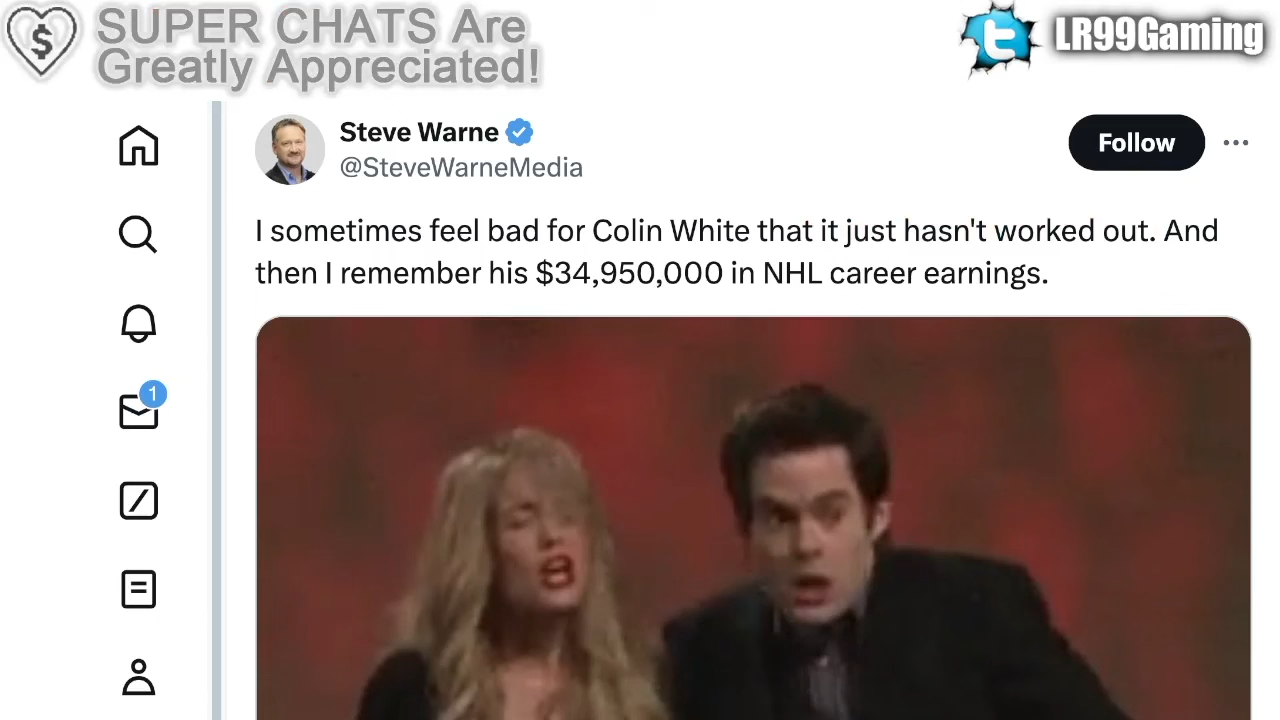 SUPER CHATS Are
Greatly Appreciated!
$
LR99Gaming
Steve Warne
@SteveWarneMedia
Follow
I sometimes feel bad for Colin White that it just hasn't worked out. And
then I remember his $34,950,000 in NHL career earnings.
1